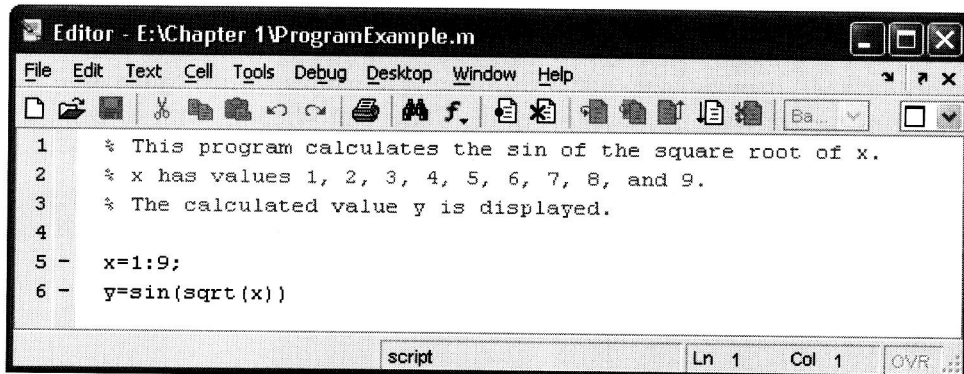 Editor - E:\Chapter 1\ProgramExample.m
File Edit Text Cell Tools Debug Desktop Window Help
Ba...
1 % This program calculates the sin of the square root of x.
2 % x has values 1, 2, 3, 4, 5, 6, 7, 8, and 9.
3 % The calculated value y is displayed.
4
5 - x=1:9;
6 - y=sin(sqrt(x))
script Ln 1 Col 1 OVR